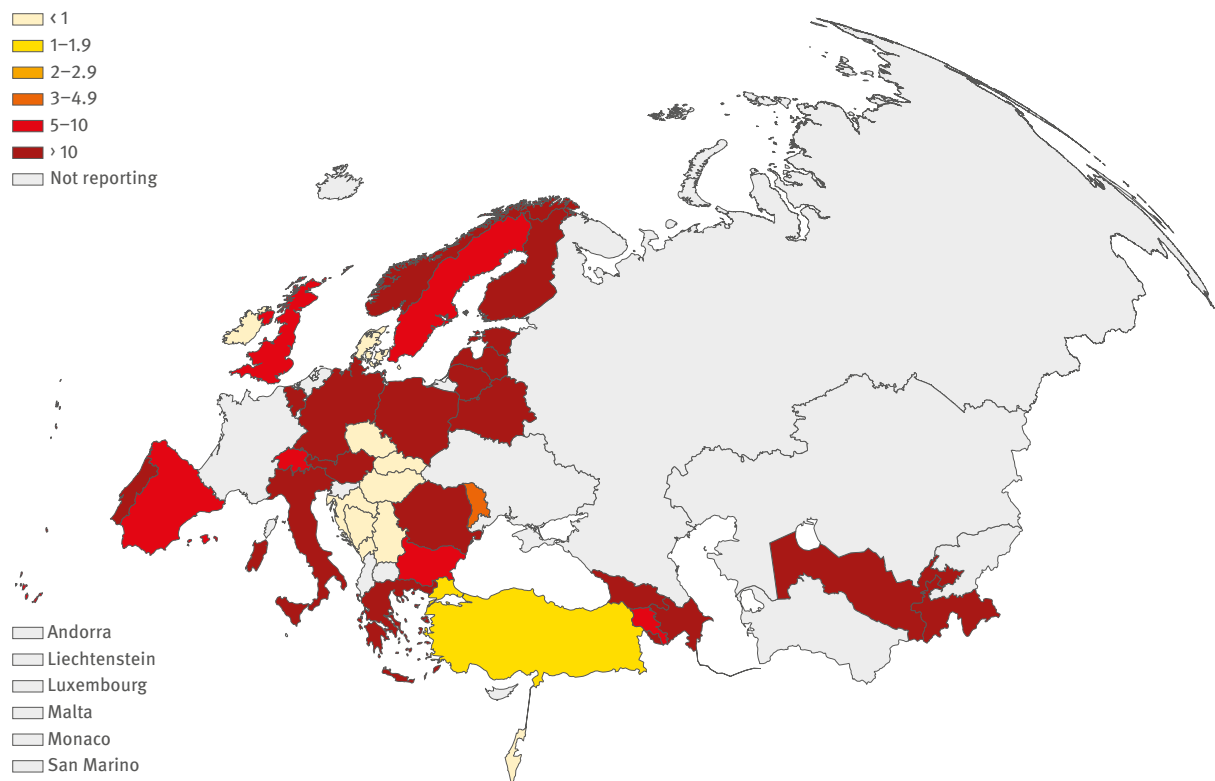 ‹ 1
1–1.9
2–2.9
3–4.9
5–10
› 10
Not reporting
Andorra
Liechtenstein
Luxembourg
Malta
Monaco
San Marino